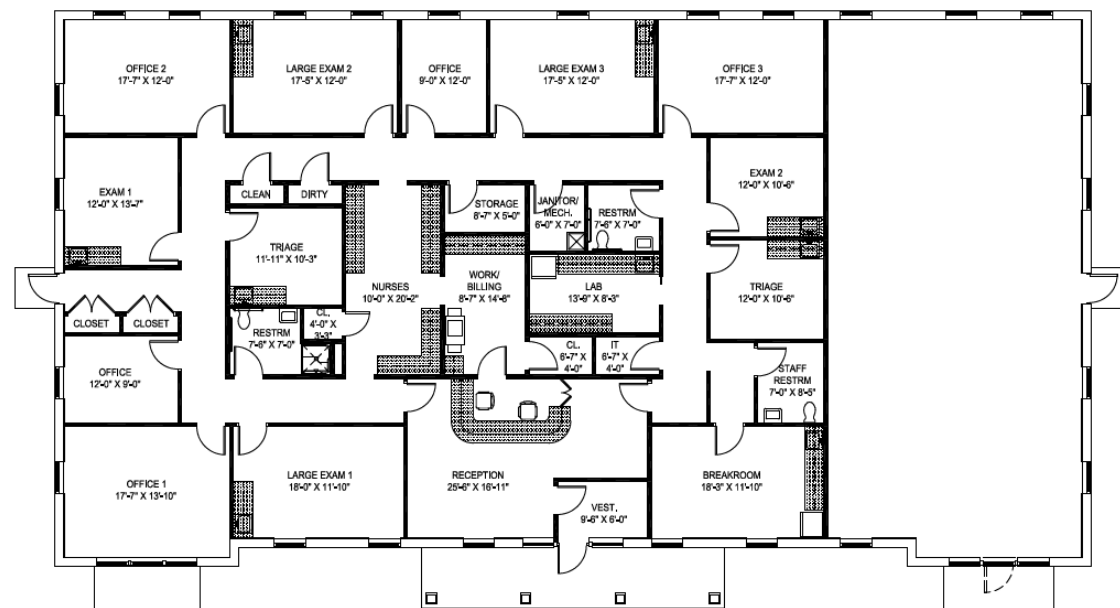 OFFICE 2
17'-7" X 12'-0"
LARGE EXAM 2
17'-5" X 12'-0"
OFFICE
9'-0" X 12'-0"
LARGE EXAM 3
17'-5" X 12'-0"
OFFICE 3
17'-7" X 12'-0"
EXAM 1
12'-0" X 13'-7"
CLEAN
DIRTY
STORAGE
8'-7" X 5'-0"
JANITOR/
MECH.
6'-0" X 7'-0"
RESTRM
7'-6" X 7'-0"
EXAM 2
12'-0" X 10'-6"
TRIAGE
11'-11" X 10'-3"
NURSES
10'-0" X 20'-2"
WORK/
BILLING
8'-7" X 14'-8"
LAB
13'-9" X 8'-3"
TRIAGE
12'-0" X 10'-6"
CLOSET
CLOSET
RESTRM
7'-6" X 7'-0"
CL.
4'-0" X
3'-3"
CL.
6'-7" X
4'-0"
IT
6'-7" X
4'-0"
OFFICE
12'-0" X 9'-0"
STAFF
RESTRM
7'-0" X 8'-5"
OFFICE 1
17'-7" X 13'-10"
LARGE EXAM 1
18'-0" X 11'-10"
RECEPTION
25'-6" X 16'-11"
VEST.
9'-6" X 6'-0"
BREAKROOM
18'-3" X 11'-10"